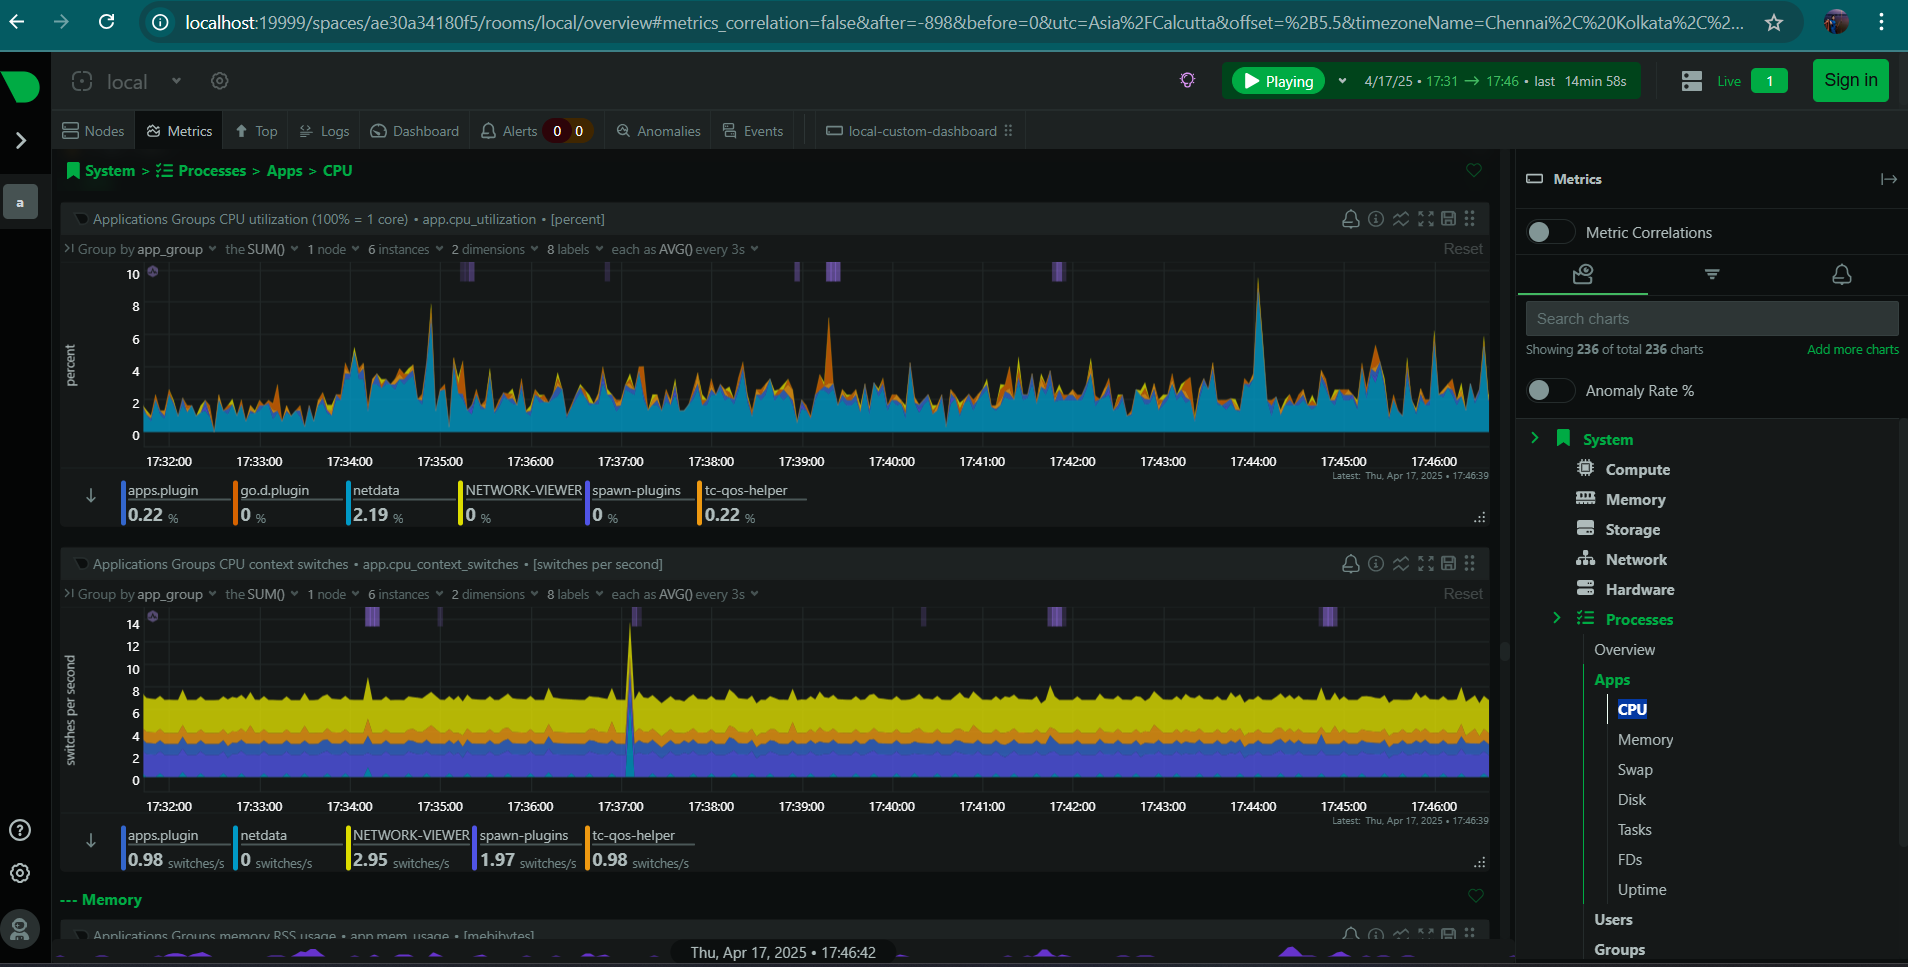 localhost:19999/spaces/ae30a34180f5/rooms/local/overview#metrics_correlation=false&after=-898&before=0&utc=Asia%2FCalcutta&offset=%2B5.5&timezoneName=Chennai%2C%20Kolkata%2C%2...
local
Playing 4/17/25 • 17:31 → 17:46 • last 14min 58s
Live 1
Sign in
Nodes Metrics Top Logs Dashboard Alerts 0 0 Anomalies Events local-custom-dashboard
a
System > Processes > Apps > CPU
Applications Groups CPU utilization (100% = 1 core) • app.cpu_utilization • [percent]
Group by app_group the SUM() 1 node 6 instances 2 dimensions 8 labels each as AVG() every 3s Reset
percent
10
8
6
4
2
0
17:32:00 17:33:00 17:34:00 17:35:00 17:36:00 17:37:00 17:38:00 17:39:00 17:40:00 17:41:00 17:42:00 17:43:00 17:44:00 17:45:00 17:46:00
Latest: Thu, Apr 17, 2025 • 17:46:39
apps.plugin go.d.plugin netdata NETWORK-VIEWER spawn-plugins tc-qos-helper
0.22 % 0 % 2.19 % 0 % 0 % 0.22 %
Applications Groups CPU context switches • app.cpu_context_switches • [switches per second]
Group by app_group the SUM() 1 node 6 instances 2 dimensions 8 labels each as AVG() every 3s Reset
switches per second
14
12
10
8
6
4
2
0
17:32:00 17:33:00 17:34:00 17:35:00 17:36:00 17:37:00 17:38:00 17:39:00 17:40:00 17:41:00 17:42:00 17:43:00 17:44:00 17:45:00 17:46:00
Latest: Thu, Apr 17, 2025 • 17:46:39
apps.plugin netdata NETWORK-VIEWER spawn-plugins tc-qos-helper
0.98 switches/s 0 switches/s 2.95 switches/s 1.97 switches/s 0.98 switches/s
--- Memory
Applications Groups memory RSS usage • app.mem_usage • [mebibytes]
Thu, Apr 17, 2025 • 17:46:42
Metrics
Metric Correlations
Search charts
Showing 236 of total 236 charts Add more charts
Anomaly Rate %
System
Compute
Memory
Storage
Network
Hardware
Processes
Overview
Apps
CPU
Memory
Swap
Disk
Tasks
FDs
Uptime
Users
Groups